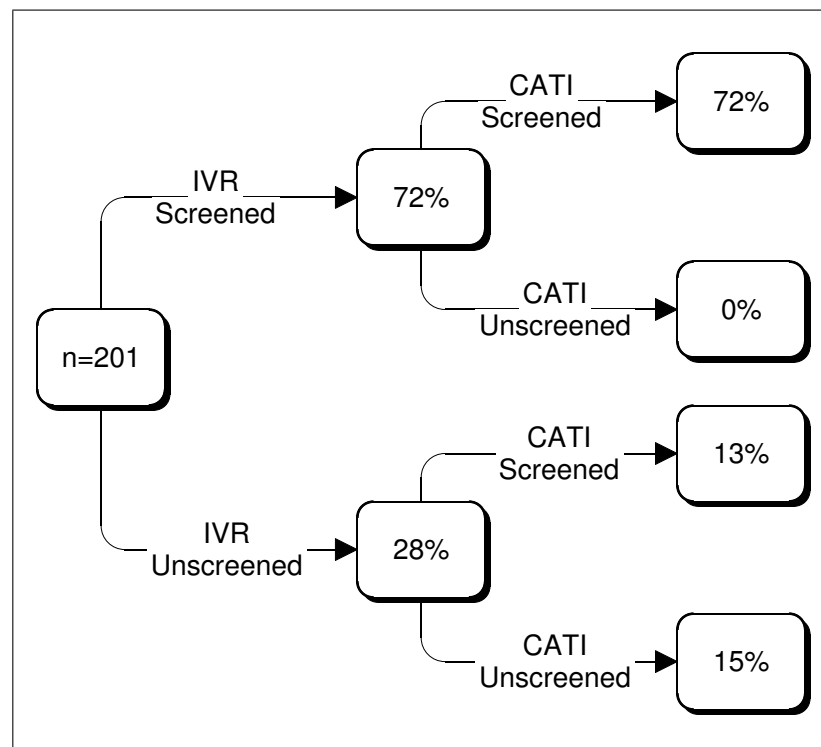 CATI
Screened
72%
IVR
Screened
72%
CATI
Unscreened
0%
n=201
CATI
Screened
13%
IVR
Unscreened
28%
CATI
Unscreened
15%